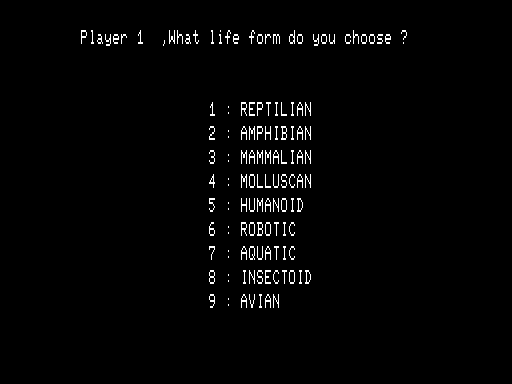 Player 1  ,What life form do you choose ?
1 : REPTILIAN
2 : AMPHIBIAN
3 : MAMMALIAN
4 : MOLLUSCAN
5 : HUMANOID
6 : ROBOTIC
7 : AQUATIC
8 : INSECTOID
9 : AVIAN